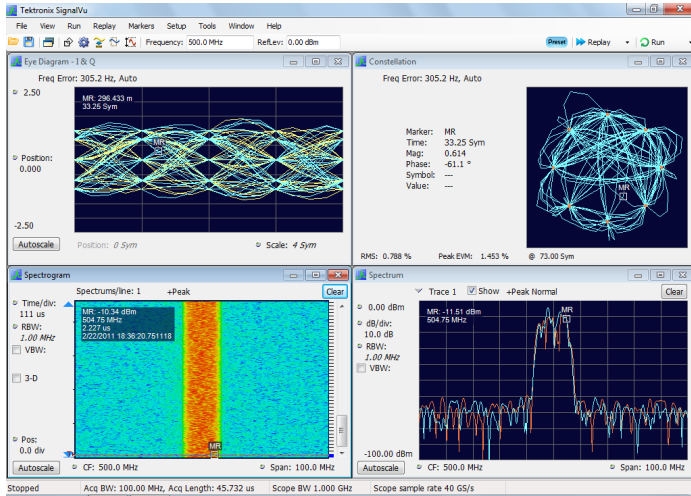 Tektronix SignalVu
File View Run Replay Markers Setup Tools Window Help
Frequency: 500.0 MHz RefLev: 0.00 dBm Preset Replay Run
Eye Diagram - I & Q
Freq Error: 305.2 Hz, Auto
2.50
MR: 296.433 m
33.25 Sym
MR
Position:
0.000
-2.50
Autoscale Position: 0 Sym Scale: 4 Sym
Constellation
Freq Error: 305.2 Hz, Auto
Marker: MR
Time: 33.25 Sym
Mag: 0.614
Phase: -61.1 °
Symbol: ---
Value: ---
MR
RMS: 0.788 % Peak EVM: 1.453 % @ 73.00 Sym
Spectrogram
Spectrums/line: 1 +Peak Clear
Time/div:
111 us
RBW:
1.00 MHz
VBW:
3-D
Pos:
0.0 div
MR: -10.34 dBm
504.75 MHz
2.227 us
2/22/2011 18:36:20.751118
MR
Autoscale CF: 500.0 MHz Span: 100.0 MHz
Spectrum
Trace 1 Show +Peak Normal Clear
0.00 dBm
dB/div:
10.0 dB
RBW:
1.00 MHz
VBW:
MR: -11.51 dBm
504.75 MHz
MR
-100.00 dBm
Autoscale CF: 500.0 MHz Span: 100.0 MHz
Stopped Acq BW: 100.00 MHz, Acq Length: 45.732 us Scope BW 1.000 GHz Scope sample rate 40 GS/s